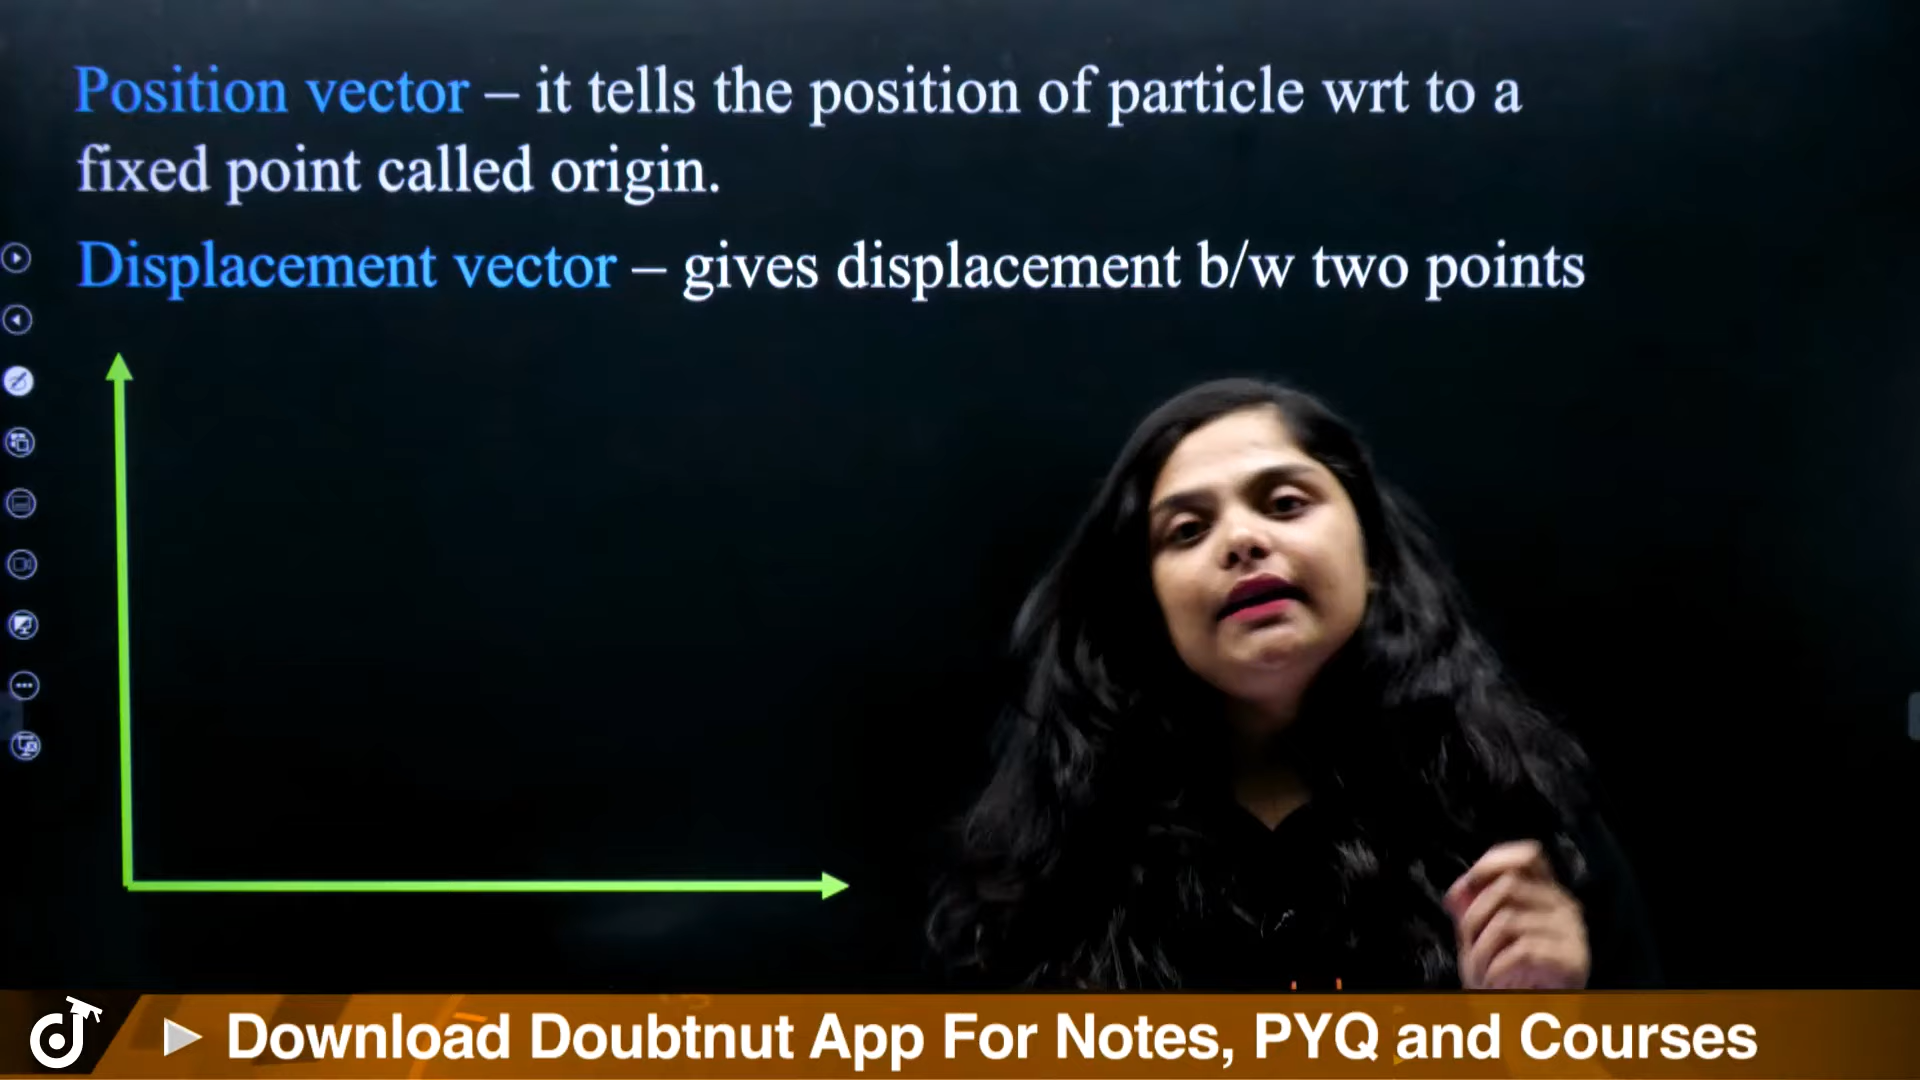 Position vector – it tells the position of particle wrt to a
fixed point called origin.
Displacement vector – gives displacement b/w two points
Download Doubtnut App For Notes, PYQ and Courses